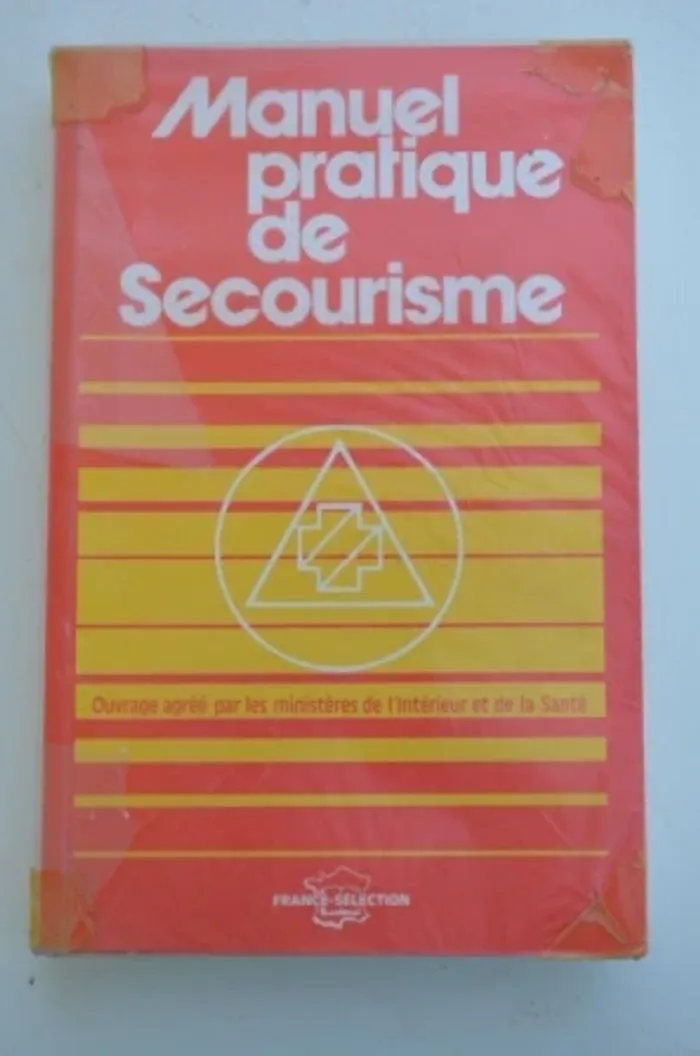 Manuel
pratique
de
Secourisme
Ouvrage agréé par les ministères de l'Intérieur et de la Santé
FRANCE-SÉLECTION